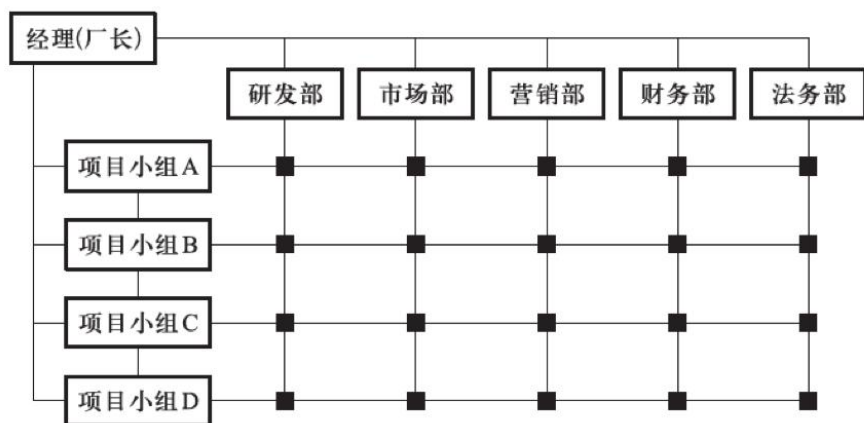 经理(厂长)
研发部 市场部 营销部 财务部 法务部
项目小组A
项目小组B
项目小组C
项目小组D